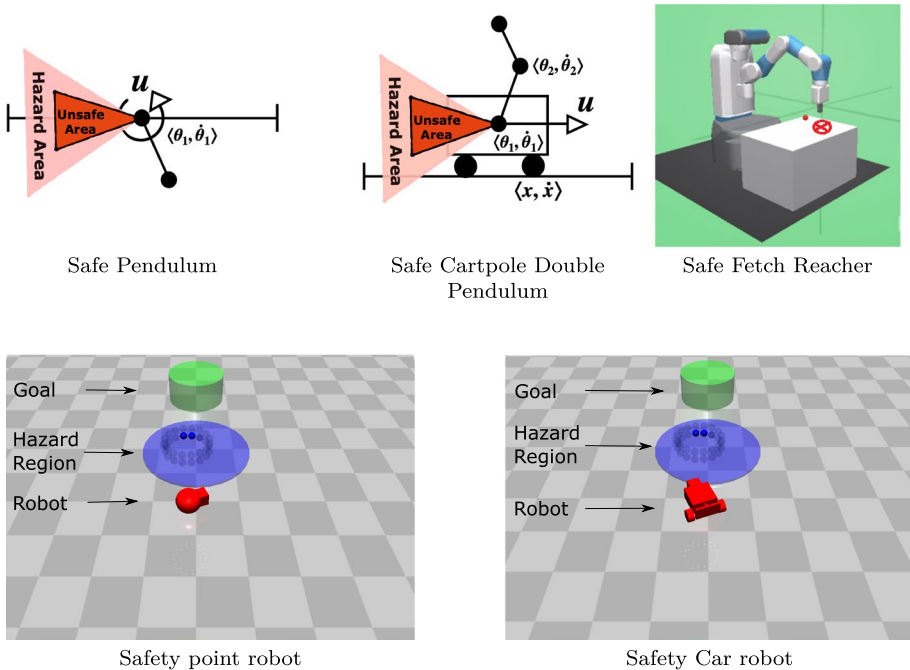 Hazard Area
Unsafe
Area
u
⟨θ₁, θ̇₁⟩
Safe Pendulum
Hazard Area
Unsafe
Area
⟨θ₂, θ̇₂⟩
u
⟨θ₁, θ̇₁⟩
⟨x, ẋ⟩
Safe Cartpole Double
Pendulum
Safe Fetch Reacher
Goal
Hazard
Region
Robot
Safety point robot
Goal
Hazard
Region
Robot
Safety Car robot